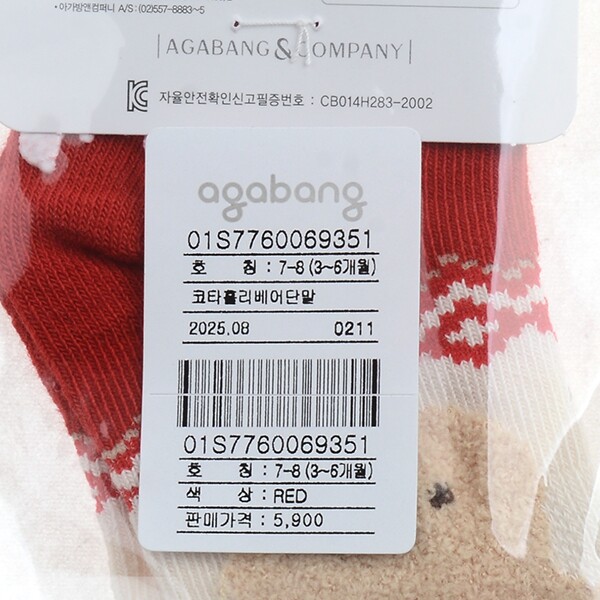 •아가방앤컴퍼니 A/S : (02)557-8883~5
AGABANG&COMPANY
자율안전확인신고필증번호 : CB014H283-2002
agabang
01S7760069351
호 칭 : 7-8 (3~6개월)
코타홀리베어단말
2025.08 0211
01S7760069351
호 칭 : 7-8 (3~6개월)
색 상 : RED
판매가격 : 5,900